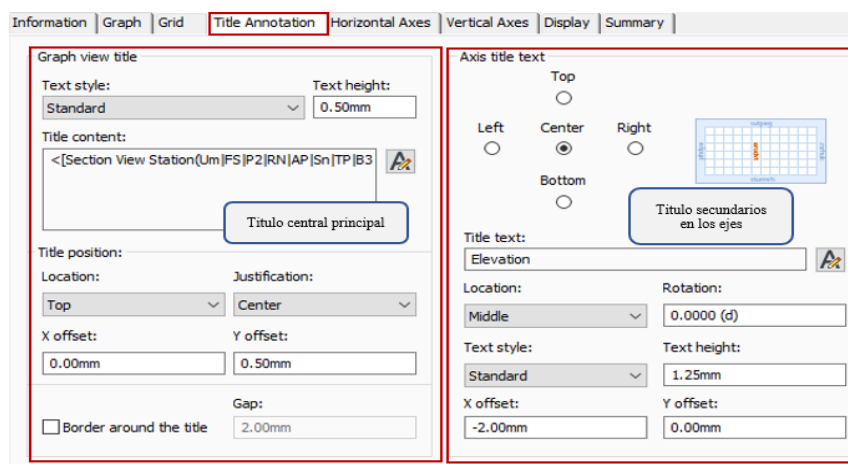 Information Graph Grid Title Annotation Horizontal Axes Vertical Axes Display Summary
Graph view title
Text style: Text height:
Standard 0.50mm
Title content:
<[Section View Station(Um|FS|P2|RN|AP|Sn|TP|B3
Titulo central principal
Title position:
Location: Justification:
Top Center
X offset: Y offset:
0.00mm 0.50mm
Gap:
Border around the title 2.00mm
Axis title text
Top
Left Center Right
Bottom
Titulo secundarios
en los ejes
Title text:
Elevation
Location: Rotation:
Middle 0.0000 (d)
Text style: Text height:
Standard 1.25mm
X offset: Y offset:
-2.00mm 0.00mm